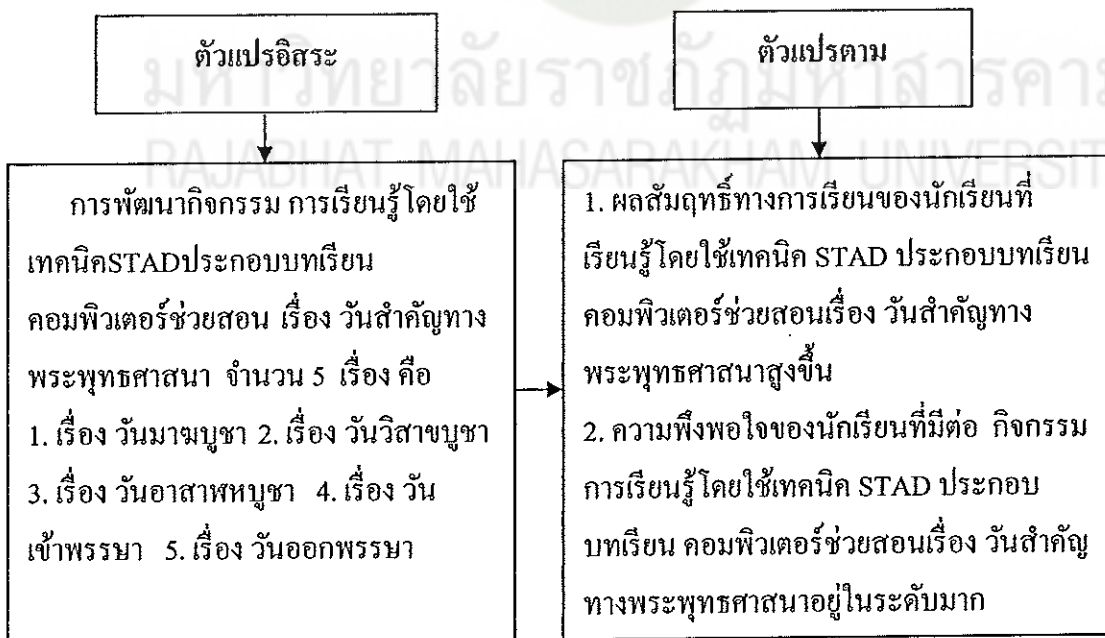 ตัวแปรอิสระ
ตัวแปรตาม
มหาวิทยาลัยราชภัฏมหาสารคาม
RAJABHAT MAHASARAKHAM UNIVERSIT
การพัฒนากิจกรรม การเรียนรู้โดยใช้
เทคนิคSTADประกอบบทเรียน
คอมพิวเตอร์ช่วยสอน เรื่อง วันสำคัญทาง
พระพุทธศาสนา จำนวน 5 เรื่อง คือ
1. เรื่อง วันมาฆบูชา 2. เรื่อง วันวิสาขบูชา
3. เรื่อง วันอาสาฬหบูชา 4. เรื่อง วัน
เข้าพรรษา 5. เรื่อง วันออกพรรษา
1. ผลสัมฤทธิ์ทางการเรียนของนักเรียนที่
เรียนรู้โดยใช้เทคนิค STAD ประกอบบทเรียน
คอมพิวเตอร์ช่วยสอนเรื่อง วันสำคัญทาง
พระพุทธศาสนาสูงขึ้น
2. ความพึงพอใจของนักเรียนที่มีต่อ กิจกรรม
การเรียนรู้โดยใช้เทคนิค STAD ประกอบ
บทเรียน คอมพิวเตอร์ช่วยสอนเรื่อง วันสำคัญ
ทางพระพุทธศาสนาอยู่ในระดับมาก